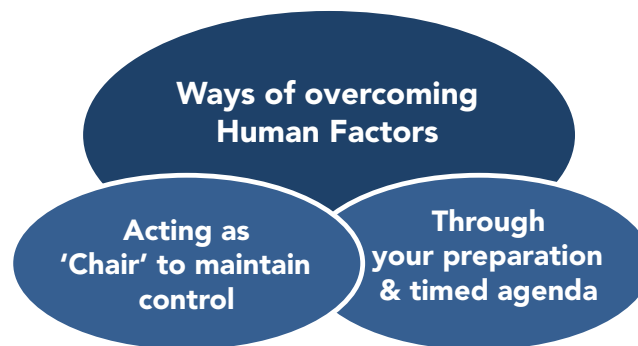 Ways of overcoming
Human Factors
Acting as
‘Chair’ to maintain
control
Through
your preparation
& timed agenda